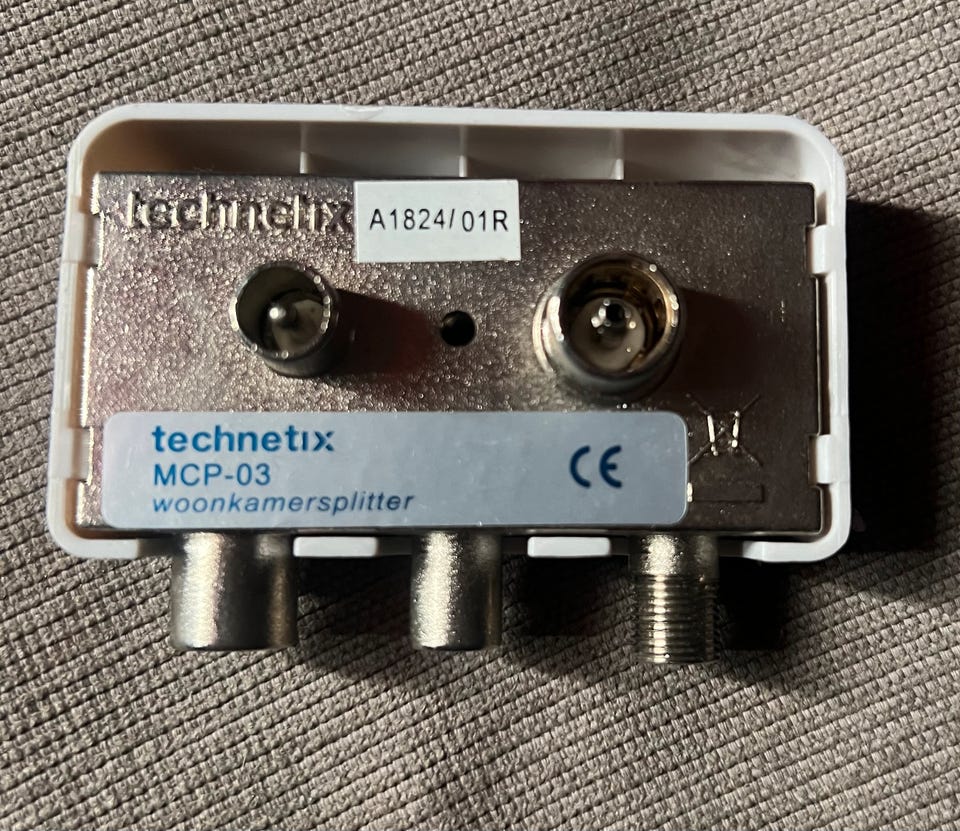 technetix
A1824/01R
technetix
MCP-03
woonkamersplitter
CE